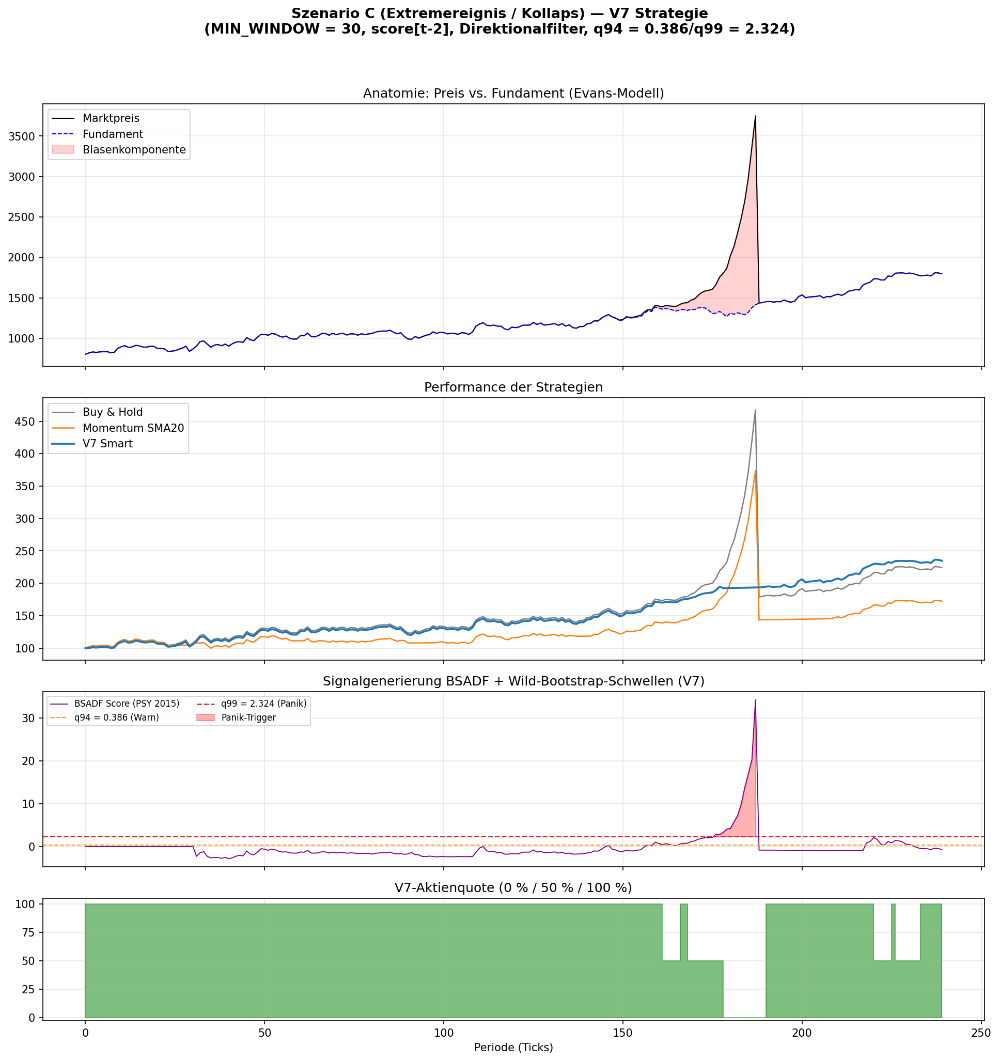 Szenario C (Extremereignis / Kollaps) — V7 Strategie
(MIN_WINDOW = 30, score[t-2], Direktionalfilter, q94 = 0.386/q99 = 2.324)
Anatomie: Preis vs. Fundament (Evans-Modell)
Marktpreis
Fundament
Blasenkomponente
3500
3000
2500
2000
1500
1000
Performance der Strategien
Buy & Hold
Momentum SMA20
V7 Smart
450
400
350
300
250
200
150
100
Signalgenerierung BSADF + Wild-Bootstrap-Schwellen (V7)
BSADF Score (PSY 2015)
q94 = 0.386 (Warn)
q99 = 2.324 (Panik)
Panik-Trigger
30
20
10
0
V7-Aktienquote (0 % / 50 % / 100 %)
100
75
50
25
0
0 50 100 150 200 250
Periode (Ticks)